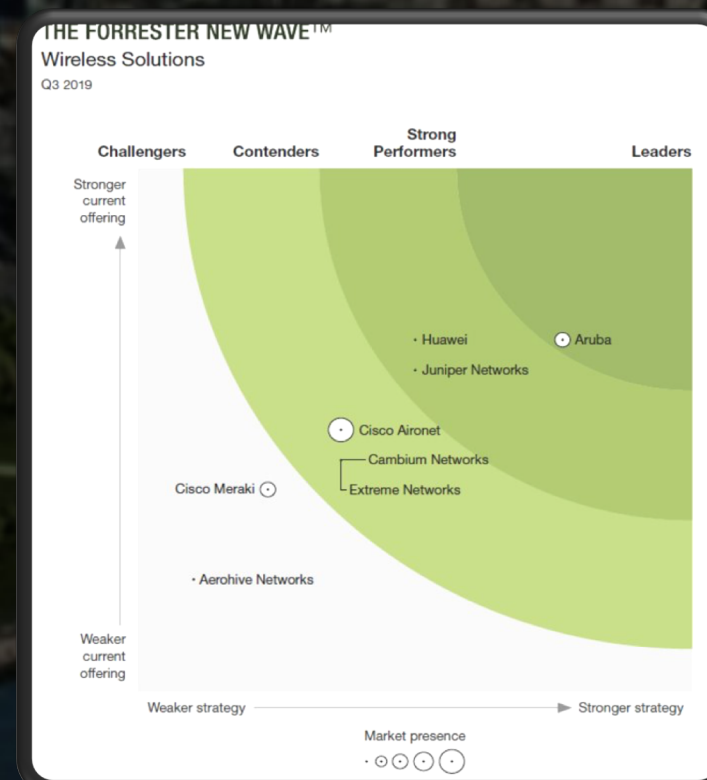 THE FORRESTER NEW WAVE™
Wireless Solutions
Q3 2019
Challengers
Contenders
Strong
Performers
Leaders
Stronger
current
offering
Huawei
Aruba
Juniper Networks
Cisco Aironet
Cambium Networks
Cisco Meraki
Extreme Networks
Aerohive Networks
Weaker
current
offering
Weaker strategy
Stronger strategy
Market presence